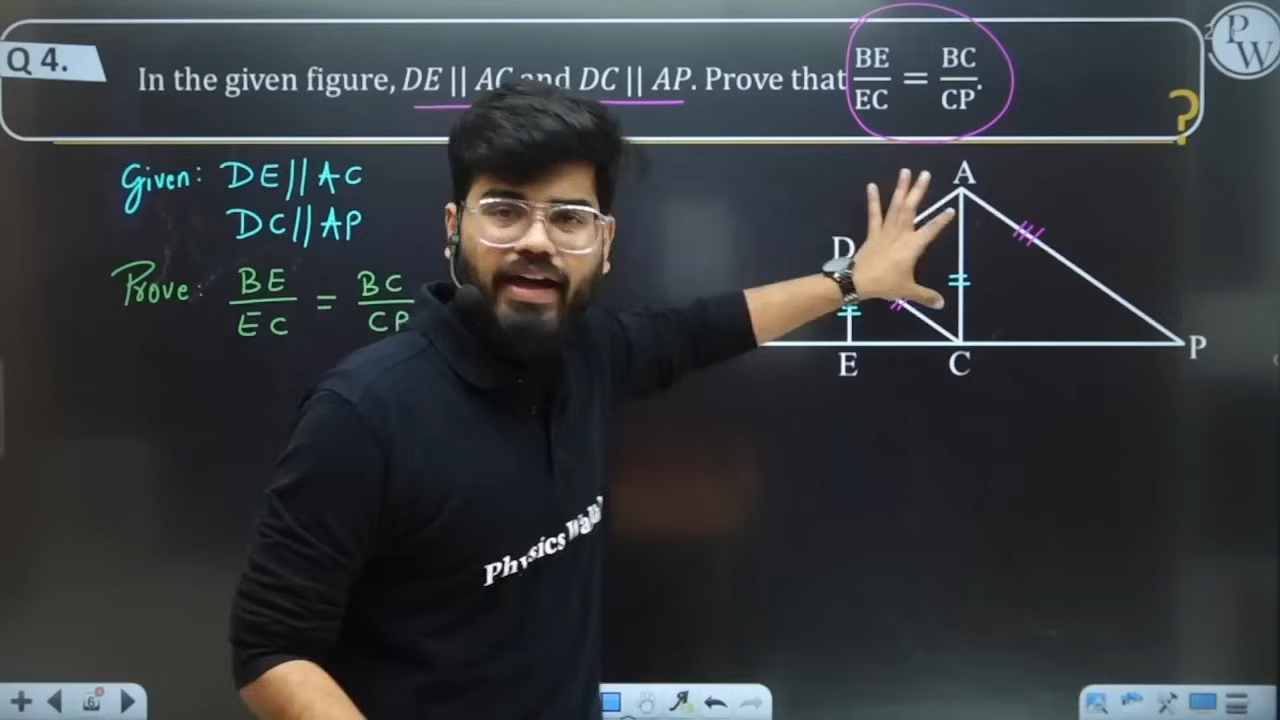 Q 4.
In the given figure, DE || AC and DC || AP. Prove that BE/EC = BC/CP.
PW
?
Given: DE || AC
DC || AP
Prove: BE/EC = BC/CP
A
D
E
C
P
Physics Walla